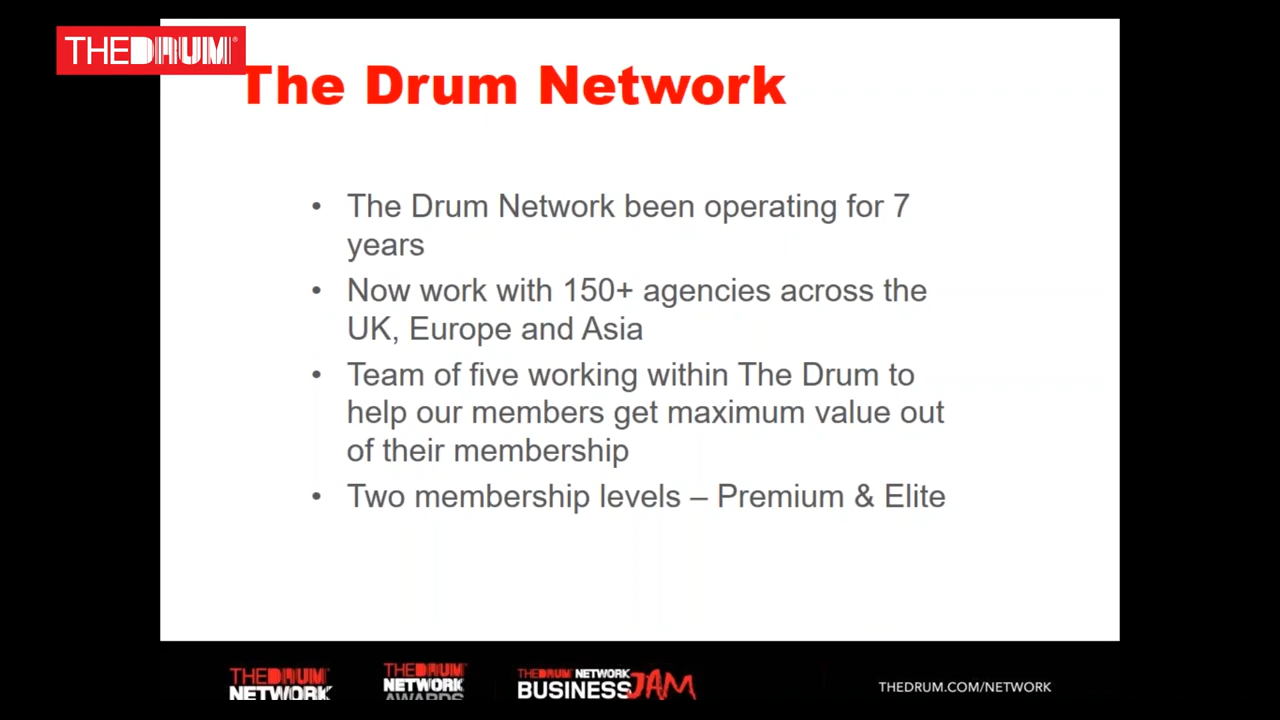 THEDRUM
The Drum Network
• The Drum Network been operating for 7
years
• Now work with 150+ agencies across the
UK, Europe and Asia
• Team of five working within The Drum to
help our members get maximum value out
of their membership
• Two membership levels – Premium & Elite
THEDRUM
NETWORK
THEDRUM
NETWORK
AWARDS
THEDRUM NETWORK
BUSINESS JAM
THEDRUM.COM/NETWORK